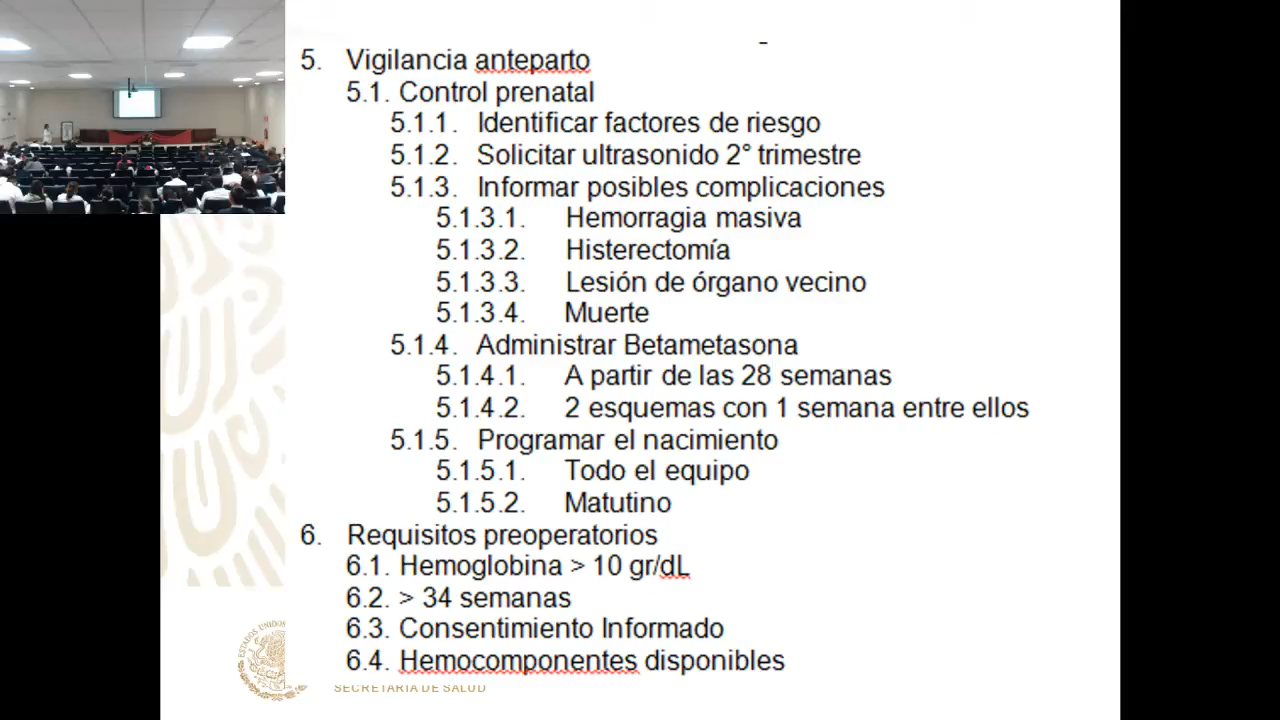 5. Vigilancia anteparto
5.1. Control prenatal
5.1.1. Identificar factores de riesgo
5.1.2. Solicitar ultrasonido 2° trimestre
5.1.3. Informar posibles complicaciones
5.1.3.1. Hemorragia masiva
5.1.3.2. Histerectomía
5.1.3.3. Lesión de órgano vecino
5.1.3.4. Muerte
5.1.4. Administrar Betametasona
5.1.4.1. A partir de las 28 semanas
5.1.4.2. 2 esquemas con 1 semana entre ellos
5.1.5. Programar el nacimiento
5.1.5.1. Todo el equipo
5.1.5.2. Matutino
6. Requisitos preoperatorios
6.1. Hemoglobina > 10 gr/dL
6.2. > 34 semanas
6.3. Consentimiento Informado
6.4. Hemocomponentes disponibles
ESTADOS UNIDOS
SECRETARIA DE SALUD